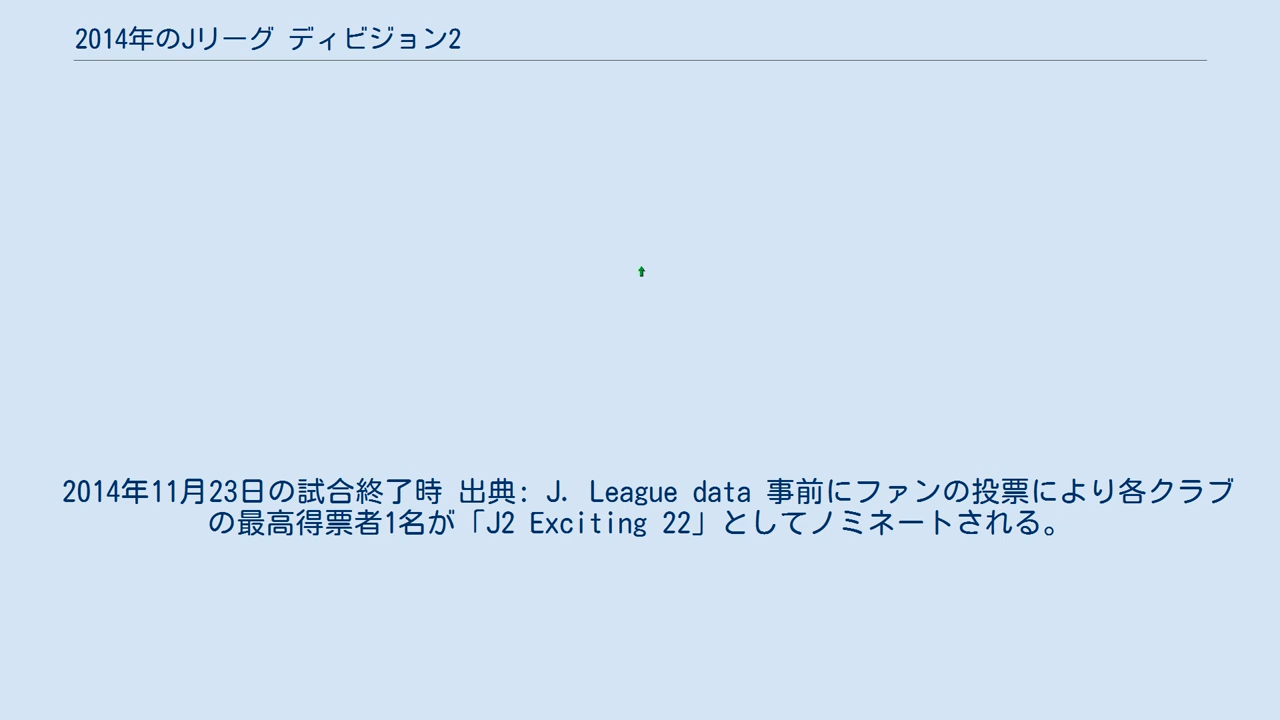 2014年のJリーグ ディビジョン2
2014年11月23日の試合終了時 出典: J. League data 事前にファンの投票により各クラブ
の最高得票者1名が「J2 Exciting 22」としてノミネートされる。